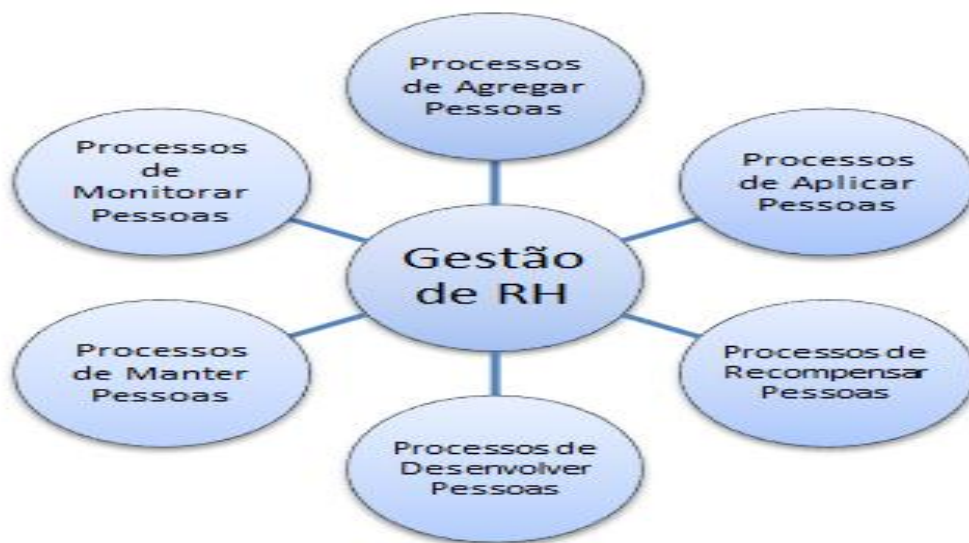 Processos
de Agregar
Pessoas
Processos
de Aplicar
Pessoas
Processos de
Recompensar
Pessoas
Processos de
Desenvolver
Pessoas
Processos
de Manter
Pessoas
Processos
de
Monitorar
Pessoas
Gestão
de RH